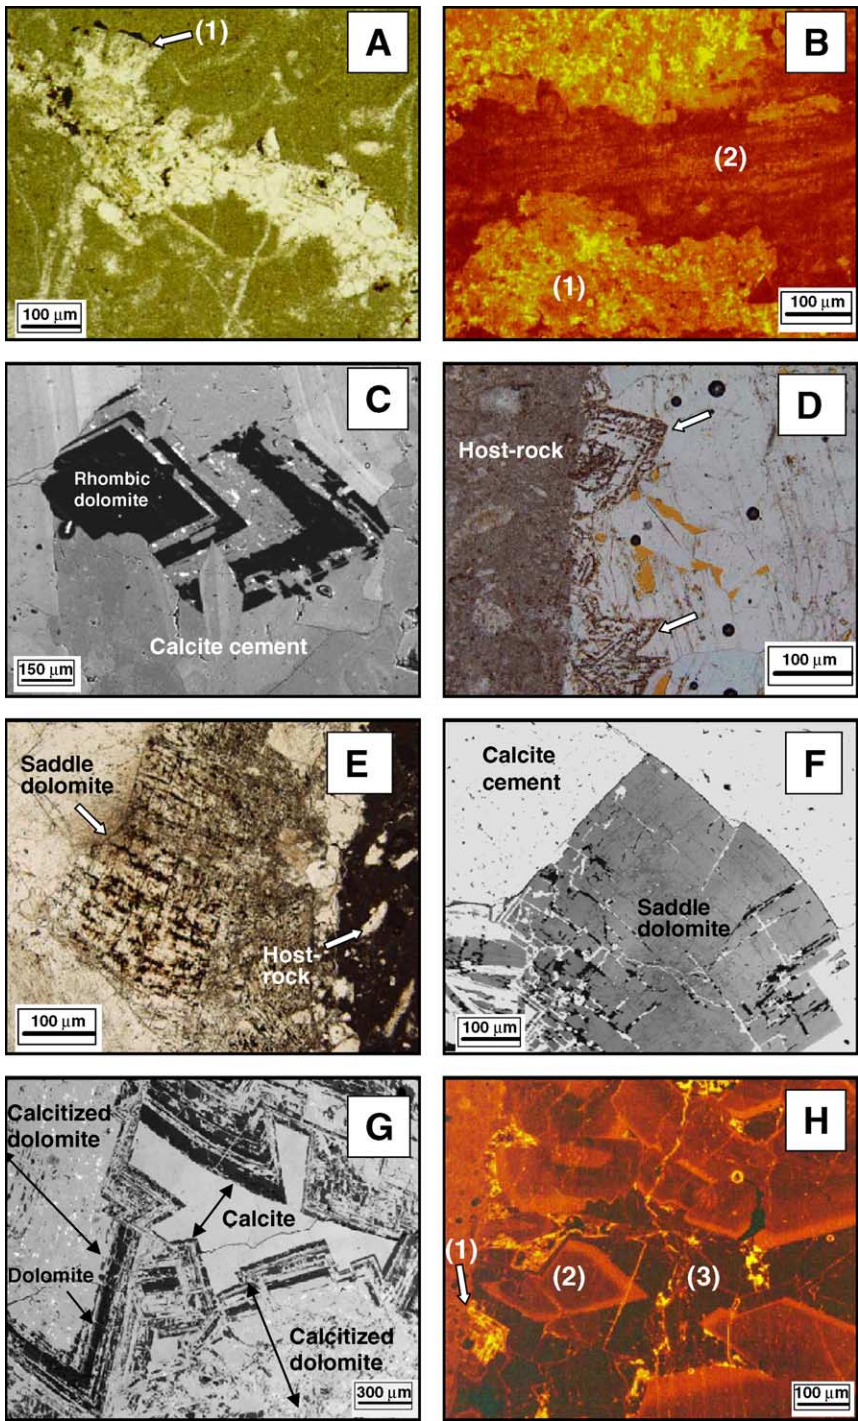 A
(1)
100 μm
B
(2)
(1)
100 μm
C
Rhombic
dolomite
Calcite cement
150 μm
D
Host-rock
100 μm
E
Saddle
dolomite
Host-
rock
100 μm
F
Calcite
cement
Saddle
dolomite
100 μm
G
Calcitized
dolomite
Calcite
Dolomite
Calcitized
dolomite
300 μm
H
(1)
(2)
(3)
100 μm